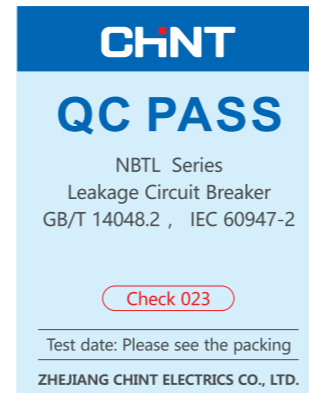 CHNT
QC PASS
NBTL Series
Leakage Circuit Breaker
GB/T 14048.2 , IEC 60947-2
Check 023
Test date: Please see the packing
ZHEJIANG CHINT ELECTRICS CO., LTD.